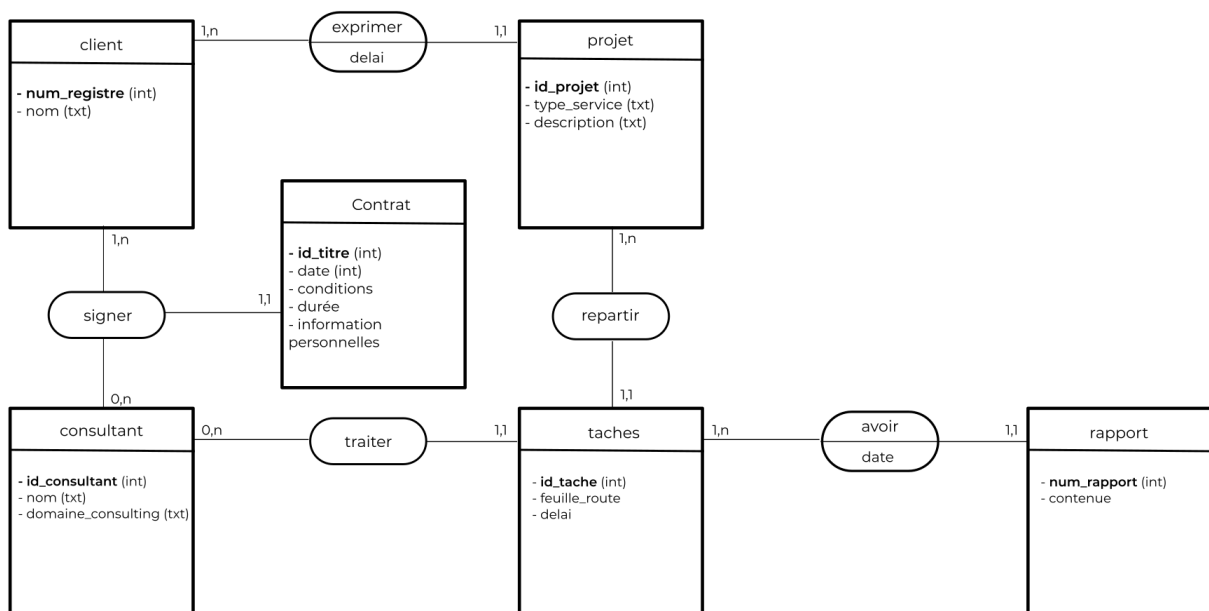 1,n
exprimer
delai
1,1
client
- num_registre (int)
- nom (txt)
projet
- id_projet (int)
- type_service (txt)
- description (txt)
1,n
signer
1,1
0,n
Contrat
- id_titre (int)
- date (int)
- conditions
- durée
- information
personnelles
1,n
repartir
1,1
consultant
- id_consultant (int)
- nom (txt)
- domaine_consulting (txt)
0,n
traiter
1,1
taches
- id_tache (int)
- feuille_route
- delai
1,n
avoir
date
1,1
rapport
- num_rapport (int)
- contenue